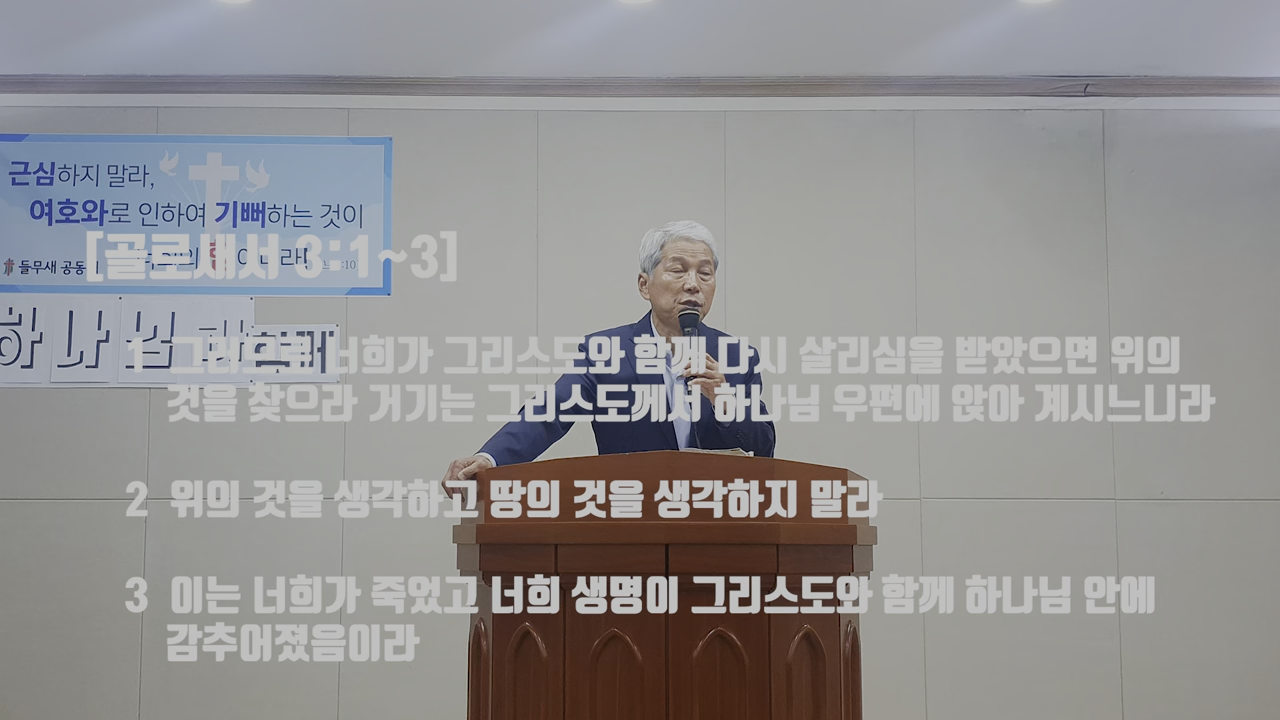 근심하지 말라,
여호와로 인하여 기뻐하는 것이
들무새 공동
[골로새서 3:1~3]
1 그러므로 너희가 그리스도와 함께 다시 살리심을 받았으면 위의
것을 찾으라 거기는 그리스도께서 하나님 우편에 앉아 계시느니라
2 위의 것을 생각하고 땅의 것을 생각하지 말라
3 이는 너희가 죽었고 너희 생명이 그리스도와 함께 하나님 안에
감추어졌음이라